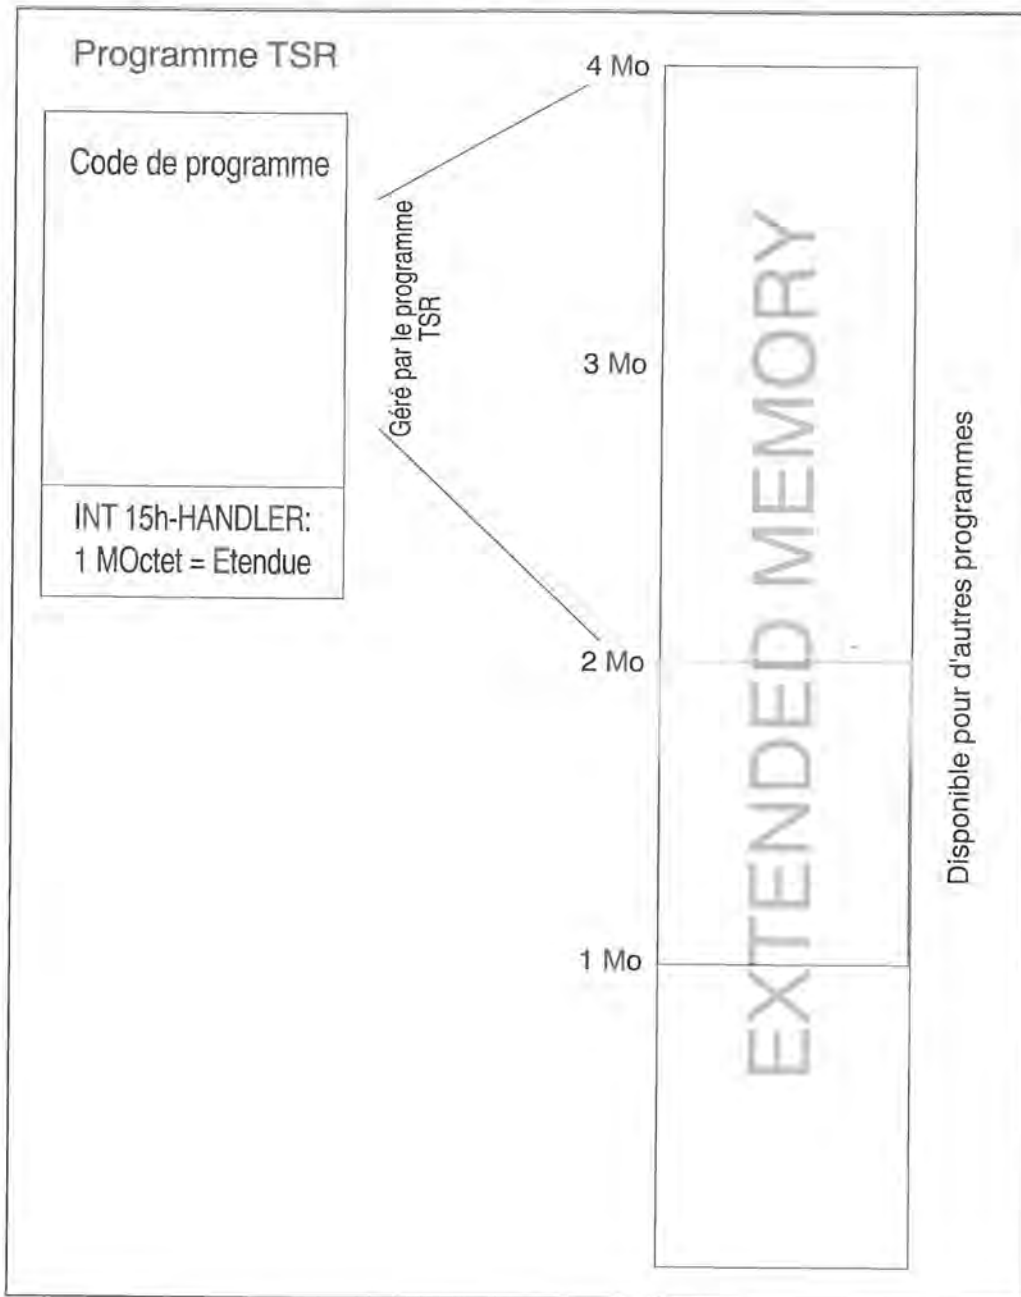 Programme TSR
Code de programme
INT 15h-HANDLER:
1 MOctet = Etendue
Géré par le programme
TSR
4 Mo
3 Mo
2 Mo
1 Mo
EXTENDED MEMORY
Disponible pour d'autres programmes